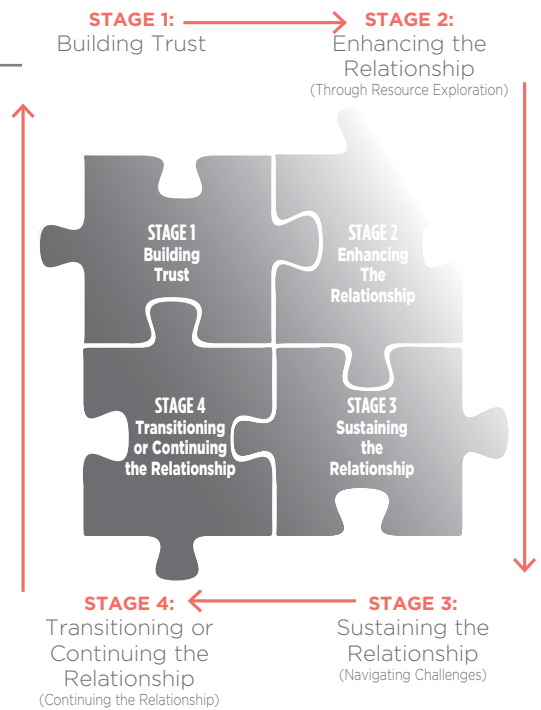 STAGE 1:
Building Trust
STAGE 2:
Enhancing the
Relationship
(Through Resource Exploration)
STAGE 1
Building
Trust
STAGE 2
Enhancing
The
Relationship
STAGE 4
Transitioning
or Continuing
the Relationship
STAGE 3
Sustaining
the
Relationship
STAGE 4:
Transitioning or
Continuing the
Relationship
(Continuing the Relationship)
STAGE 3:
Sustaining the
Relationship
(Navigating Challenges)